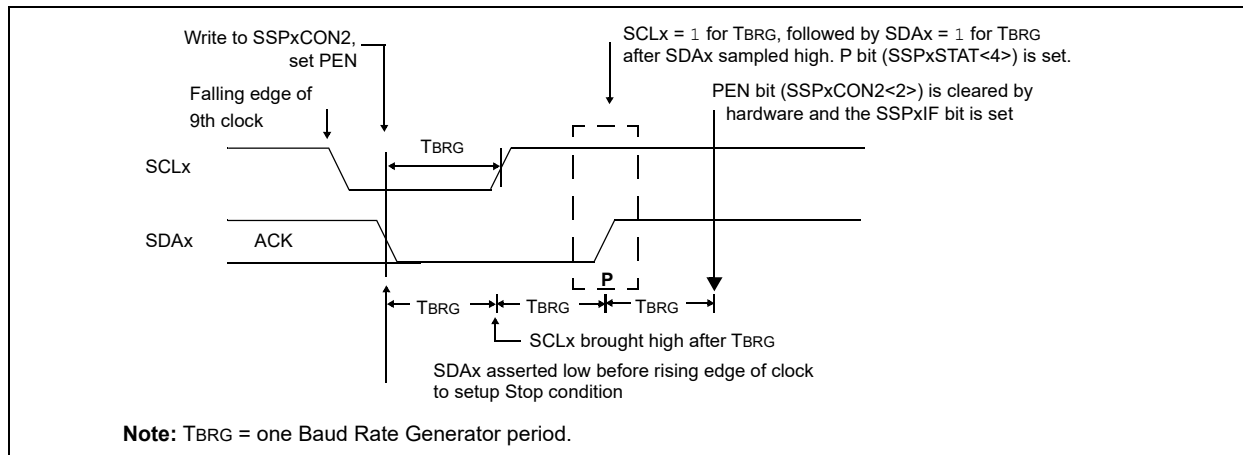 Write to SSPxCON2,
set PEN
SCLx = 1 for TBRG, followed by SDAx = 1 for TBRG
after SDAx sampled high. P bit (SSPxSTAT<4>) is set.
Falling edge of
9th clock
PEN bit (SSPxCON2<2>) is cleared by
hardware and the SSPxIF bit is set
TBRG
SCLx
SDAx
ACK
P
TBRG
TBRG
TBRG
SCLx brought high after TBRG
SDAx asserted low before rising edge of clock
to setup Stop condition
Note: TBRG = one Baud Rate Generator period.